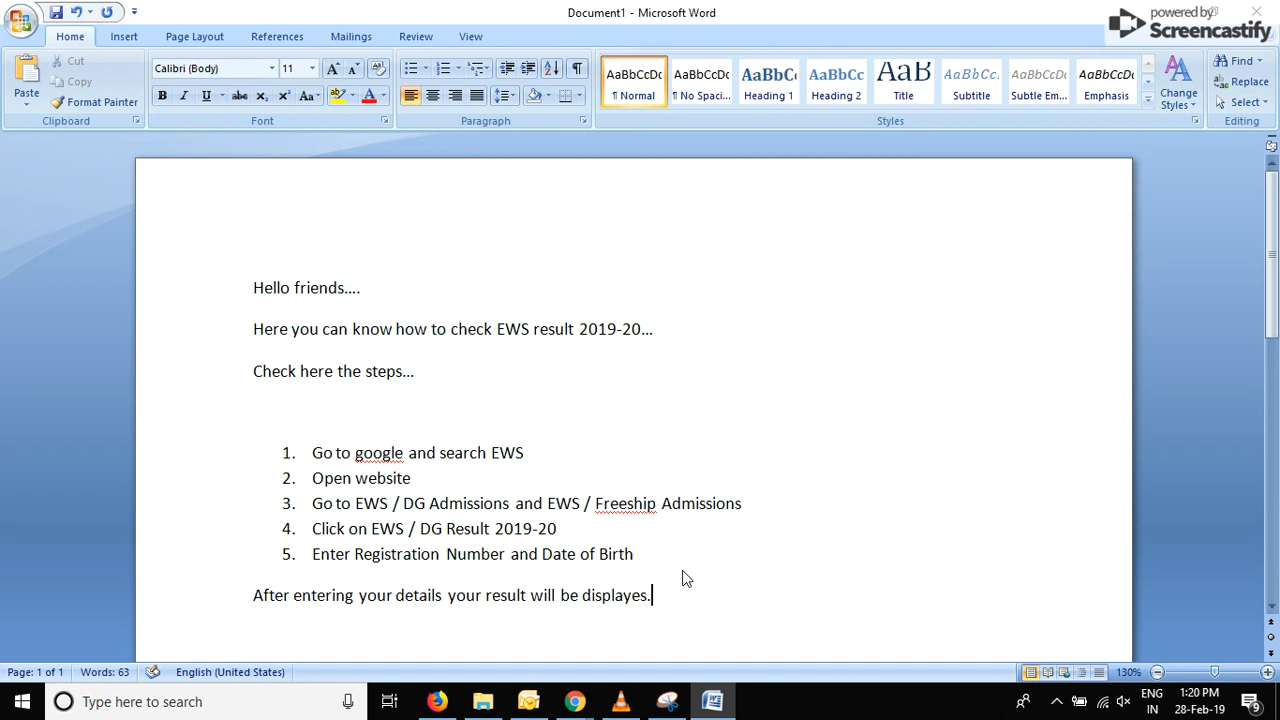 Document1 - Microsoft Word
powered by
Screencastify
Home Insert Page Layout References Mailings Review View
Paste
Cut
Copy
Format Painter
Clipboard
Calibri (Body) 11
Font
Paragraph
AaBbCcDc AaBbCcDc AaBbCc AaBbCc AaB AaBbCc. AaBbCcDc AaBbCcDc
¶ Normal ¶ No Spaci... Heading 1 Heading 2 Title Subtitle Subtle Em... Emphasis
Change
Styles
Styles
Find
Replace
Select
Editing
Hello friends....
Here you can know how to check EWS result 2019-20...
Check here the steps...
1. Go to google and search EWS
2. Open website
3. Go to EWS / DG Admissions and EWS / Freeship Admissions
4. Click on EWS / DG Result 2019-20
5. Enter Registration Number and Date of Birth
After entering your details your result will be displayes.
Page: 1 of 1 Words: 63 English (United States) 130%
Type here to search
ENG
IN
1:20 PM
28-Feb-19
9